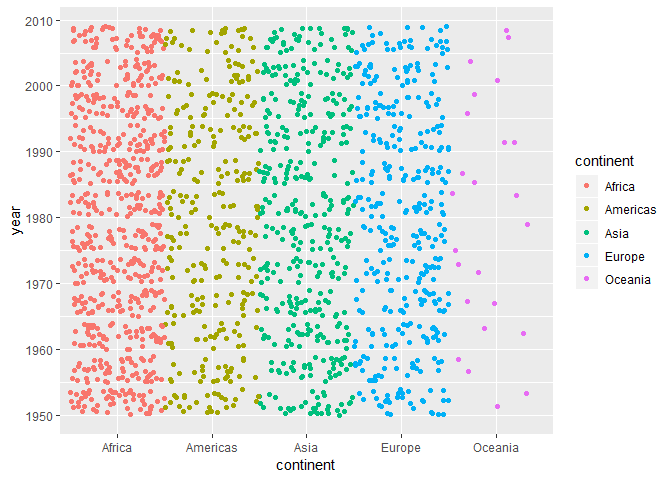 2010
2000
1990
1980
1970
1960
1950
year
Africa Americas Asia Europe Oceania
continent
continent
Africa
Americas
Asia
Europe
Oceania